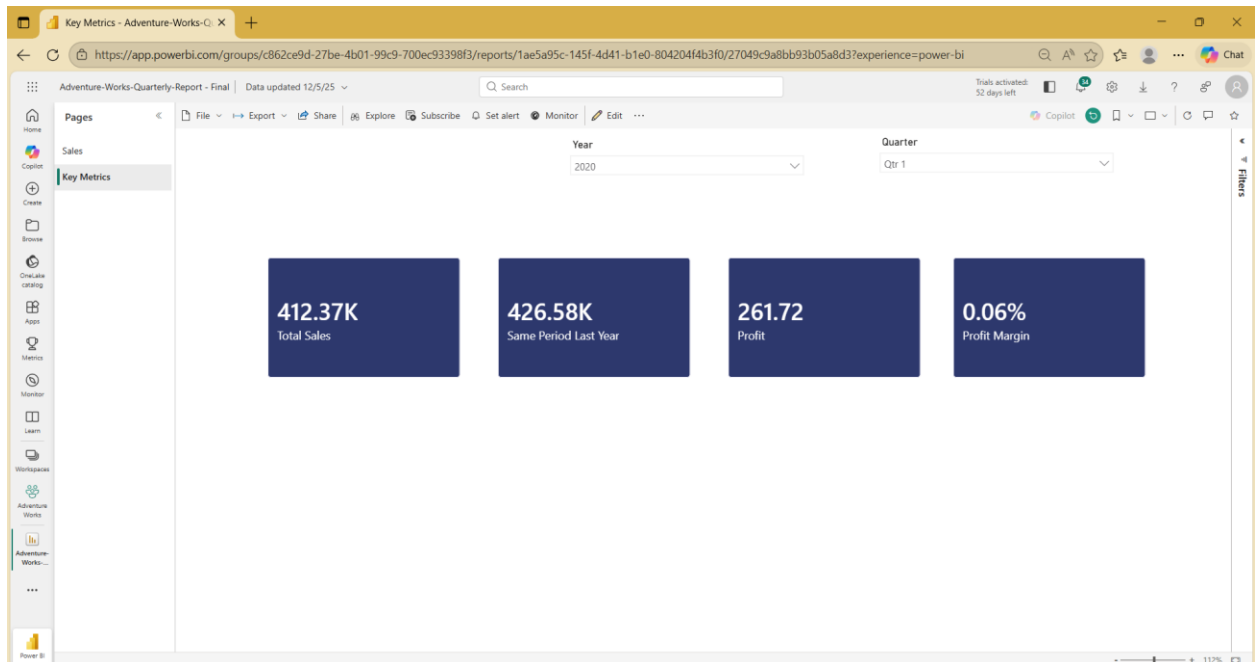 Key Metrics - Adventure-Works-Q
https://app.powerbi.com/groups/c862ce9d-27be-4b01-99c9-700ec93398f3/reports/1ae5a95c-145f-4d41-b1e0-804204f4b3f0/27049c9a8bb93b05a8d3?experience=power-bi
Chat
Adventure-Works-Quarterly-Report - Final
Data updated 12/5/25
Search
Trials activated:
52 days left
34
Home
Copilot
Create
Browse
OneLake
catalog
Apps
Metrics
Monitor
Learn
Workspaces
Adventure
Works
Adventure-
Works-...
Power BI
Pages
Sales
Key Metrics
File
Export
Share
Explore
Subscribe
Set alert
Monitor
Edit
Copilot
Year
2020
Quarter
Qtr 1
Filters
412.37K
Total Sales
426.58K
Same Period Last Year
261.72
Profit
0.06%
Profit Margin
112%